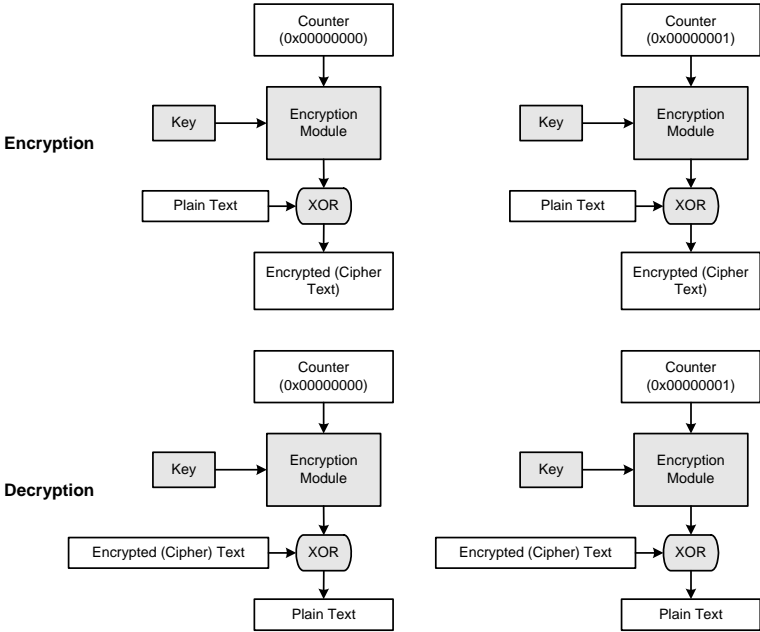 Counter
(0x00000000)
Counter
(0x00000001)
Key
Encryption
Module
Key
Encryption
Module
Encryption
Plain Text
XOR
Plain Text
XOR
Encrypted (Cipher
Text)
Encrypted (Cipher
Text)
Counter
(0x00000000)
Counter
(0x00000001)
Key
Encryption
Module
Key
Encryption
Module
Decryption
Encrypted (Cipher) Text
XOR
Encrypted (Cipher) Text
XOR
Plain Text
Plain Text